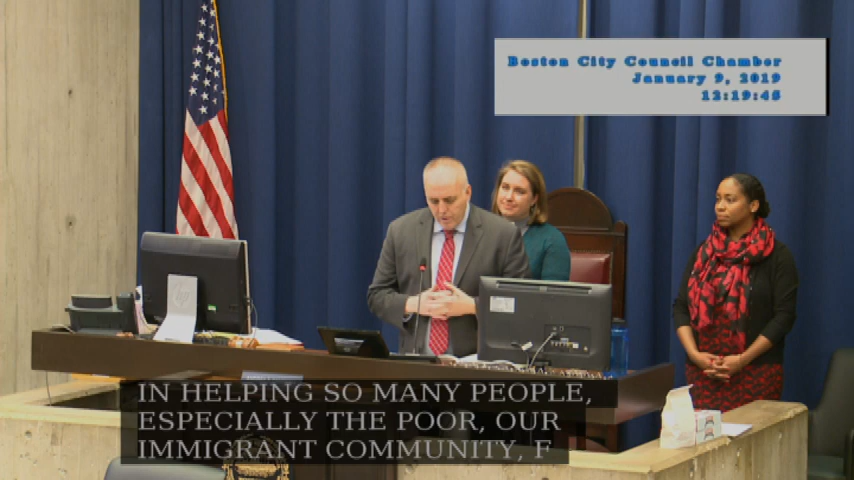 Boston City Council Chamber
January 9, 2019
12:19:45
hp
IN HELPING SO MANY PEOPLE,
ESPECIALLY THE POOR, OUR
IMMIGRANT COMMUNITY, F